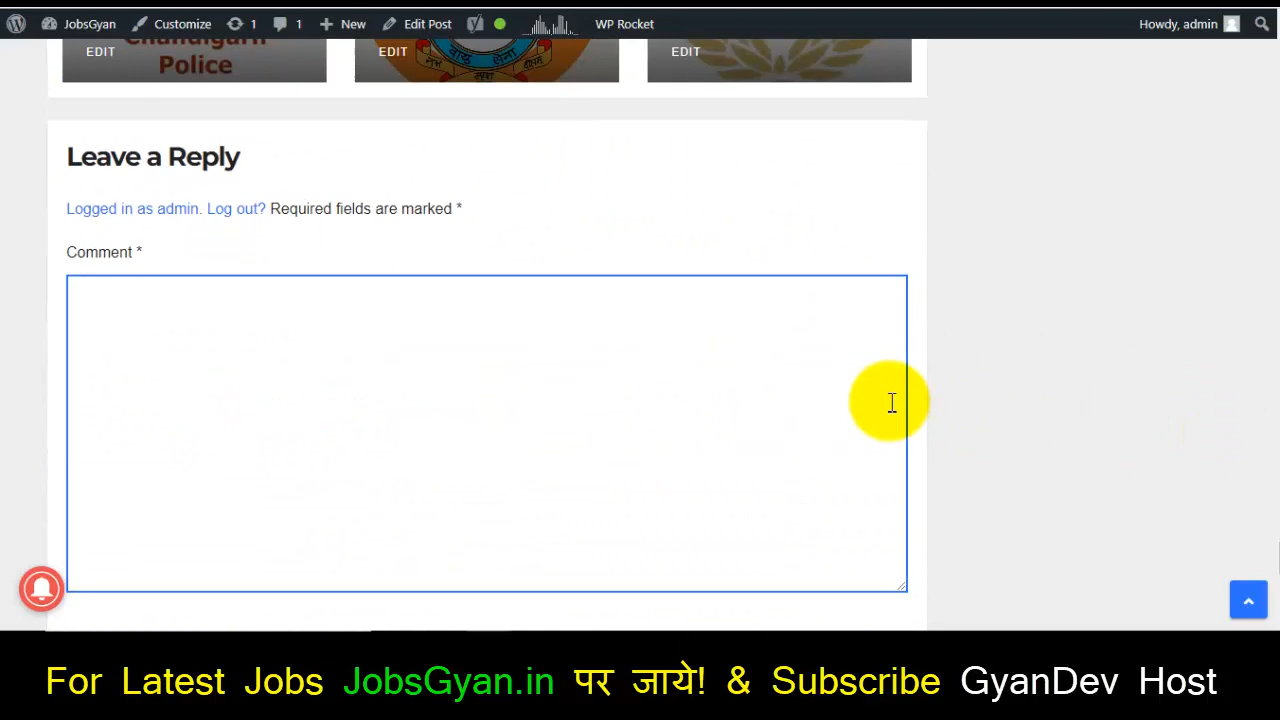 JobsGyan Customize 1 1 New Edit Post WP Rocket Howdy, admin
EDIT EDIT EDIT
Chandigarh
Police
Leave a Reply
Logged in as admin. Log out? Required fields are marked *
Comment *
For Latest Jobs JobsGyan.in पर जाये! & Subscribe GyanDev Host